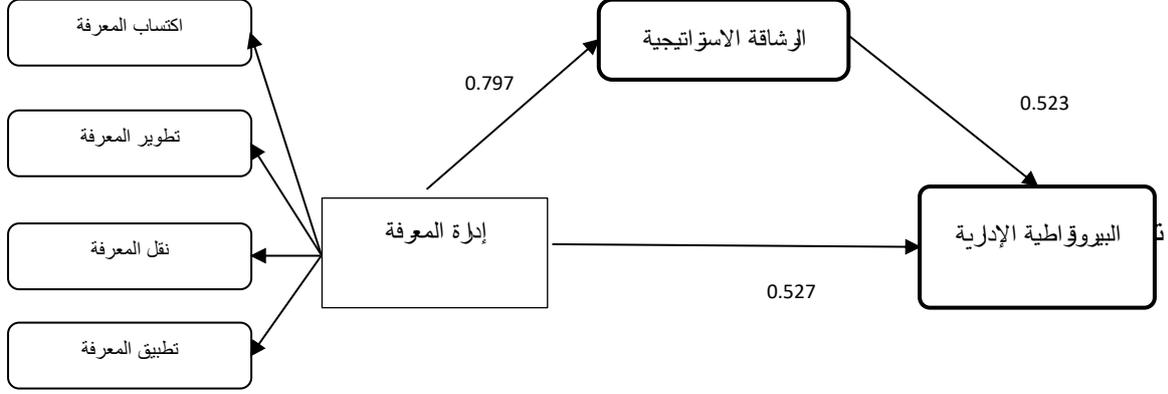 اكتساب المعرفة
الرشاقة الاستراتيجية
0.797
0.523
تطوير المعرفة
إدارة المعرفة
البيروقراطية الإدارية
ت
نقل المعرفة
0.527
تطبيق المعرفة